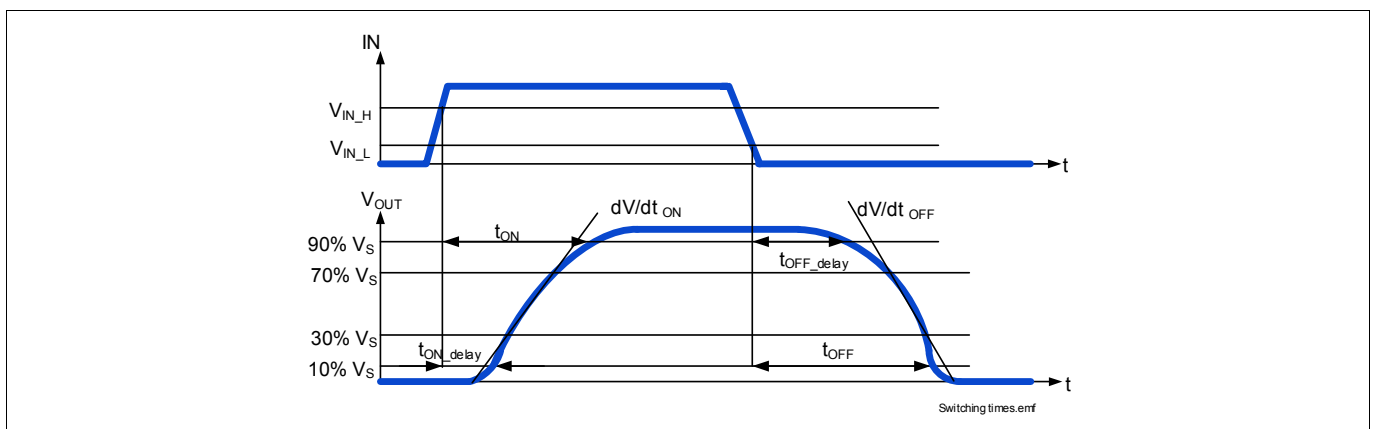 IN
V_IN_H
V_IN_L
t
V_OUT
dV/dt ON
dV/dt OFF
90% V_S
t_ON
t_OFF_delay
70% V_S
30% V_S
t_ON_delay
t_OFF
10% V_S
t
Switching times.emf